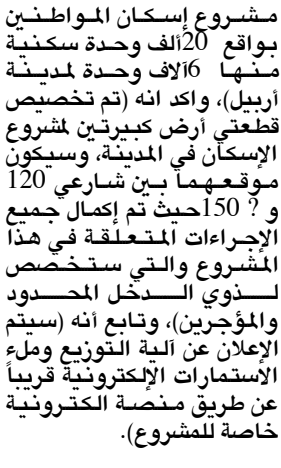 مشروع إسكان المواطنين
بواقع 20ألف وحدة سكنية
منها 6آلاف وحدة لمدينة
أربيل)، واكد انه (تم تخصيص
قطعتي أرض كبيرتين لمشروع
الإسكان في المدينة، وسيكون
موقعهما بين شارعي 120
و ? 150حيث تم إكمال جميع
الإجراءات المتعلقة في هذا
المشروع والتي ستخصص
لذوي الدخل المحدود
والمؤجرين)، وتابع أنه (سيتم
الإعلان عن آلية التوزيع وملء
الاستمارات الإلكترونية قريباً
عن طريق منصة الكترونية
خاصة للمشروع).